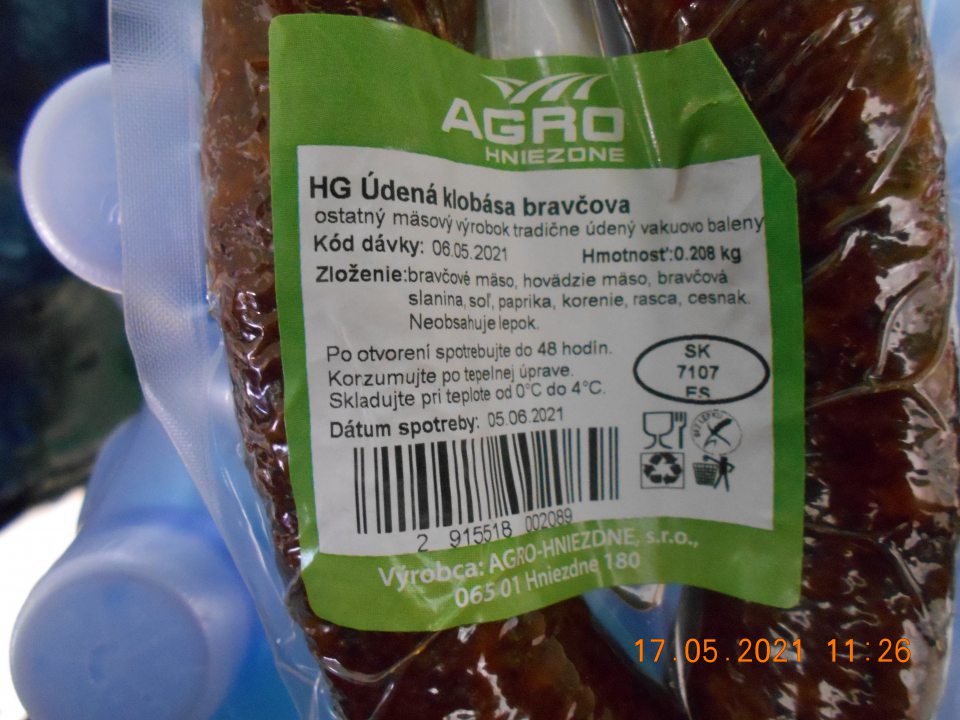 AGRO
HNIEZDNE
HG Údená klobása bravčova
ostatný mäsový výrobok tradične údený vakuovo baleny
Kód dávky: 06.05.2021 Hmotnosť:0.208 kg
Zloženie:bravčové mäso, hovädzie mäso, bravčová
slanina, soľ, paprika, korenie, rasca, cesnak.
Neobsahuje lepok.
Po otvorení spotrebujte do 48 hodín.
Korzumujte po tepelnej úprave.
Skladujte pri teplote od 0°C do 4°C.
SK
7107
ES
Dátum spotreby: 05.06.2021
2 915518 002089
Výrobca: AGRO-HNIEZDNE, s.r.o.,
065 01 Hniezdne 180
17.05.2021 11:26